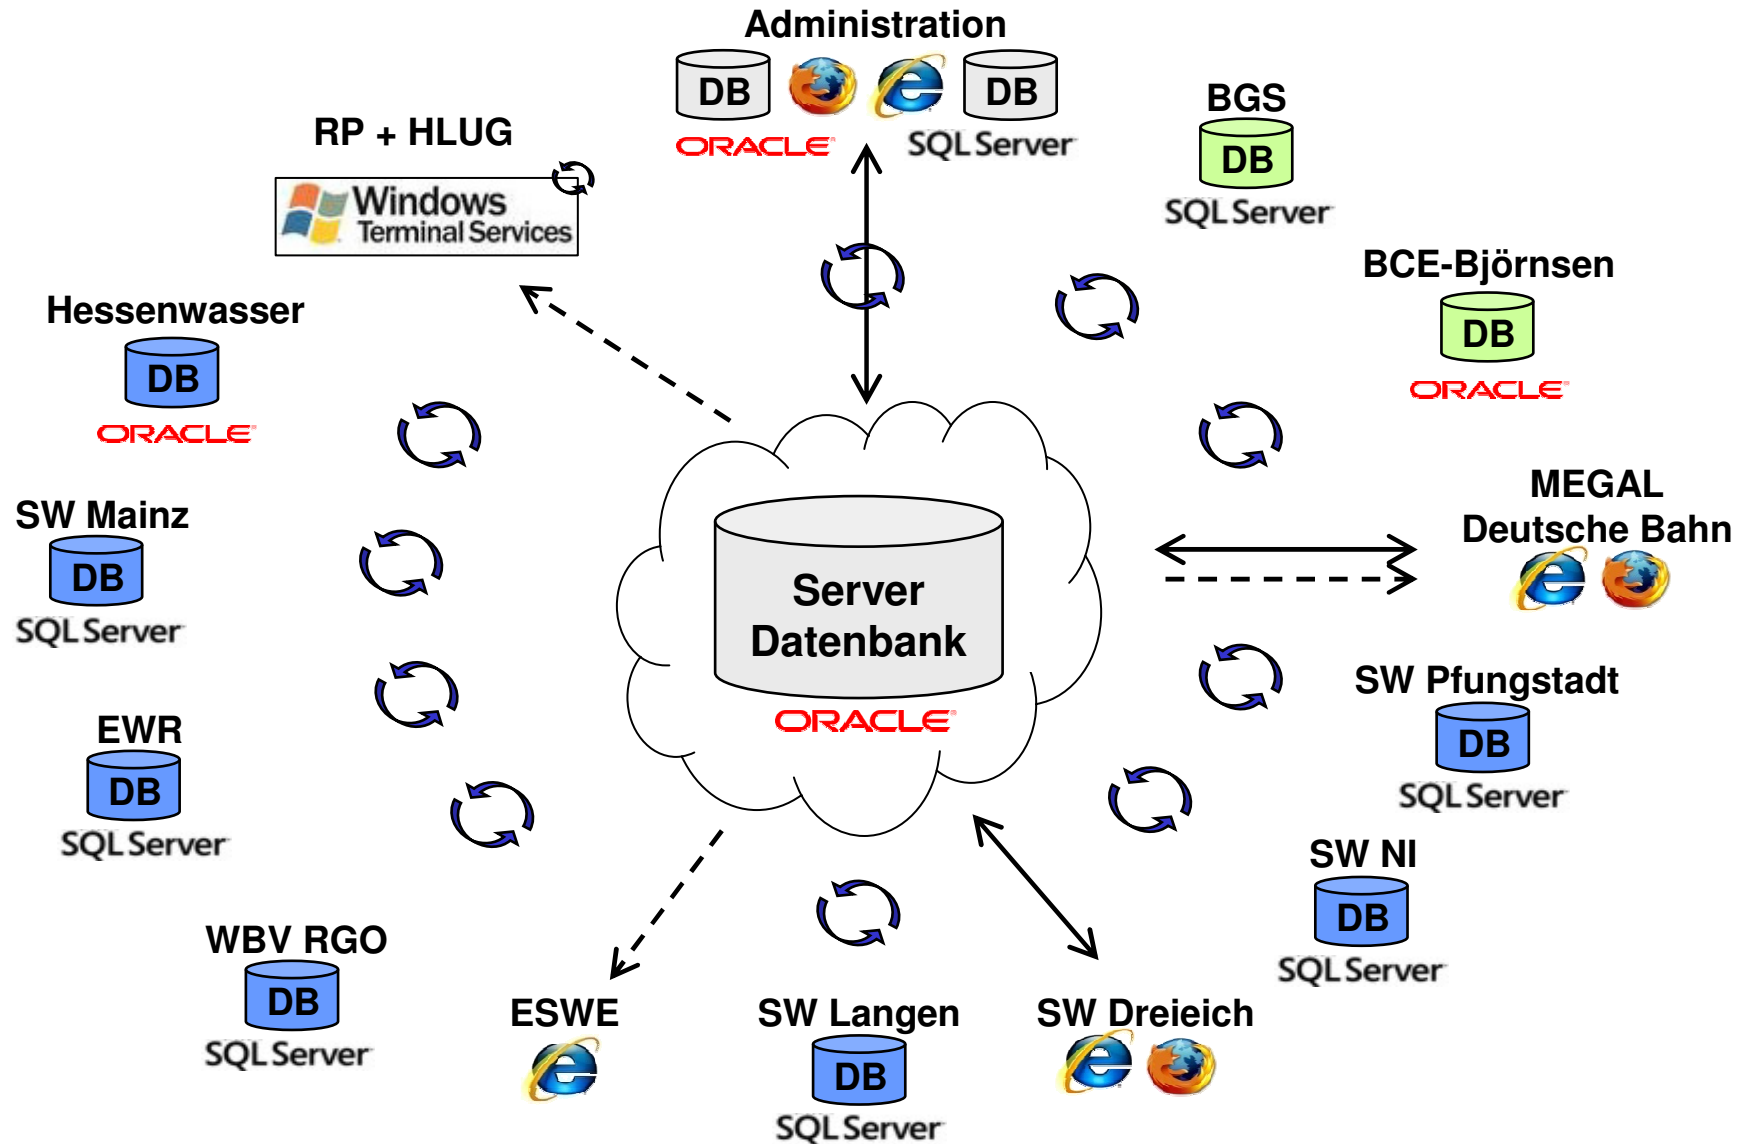 Administration
DB
DB
ORACLE®
SQL Server
RP + HLUG
Windows
Terminal Services
BGS
DB
SQL Server
BCE-Björnsen
DB
ORACLE®
Hessenwasser
DB
ORACLE®
MEGAL
Deutsche Bahn
SW Mainz
DB
SQL Server
Server
Datenbank
ORACLE®
SW Pfungstadt
DB
SQL Server
EWR
DB
SQL Server
SW NI
DB
SQL Server
WBV RGO
DB
SQL Server
ESWE
SW Langen
DB
SQL Server
SW Dreieich